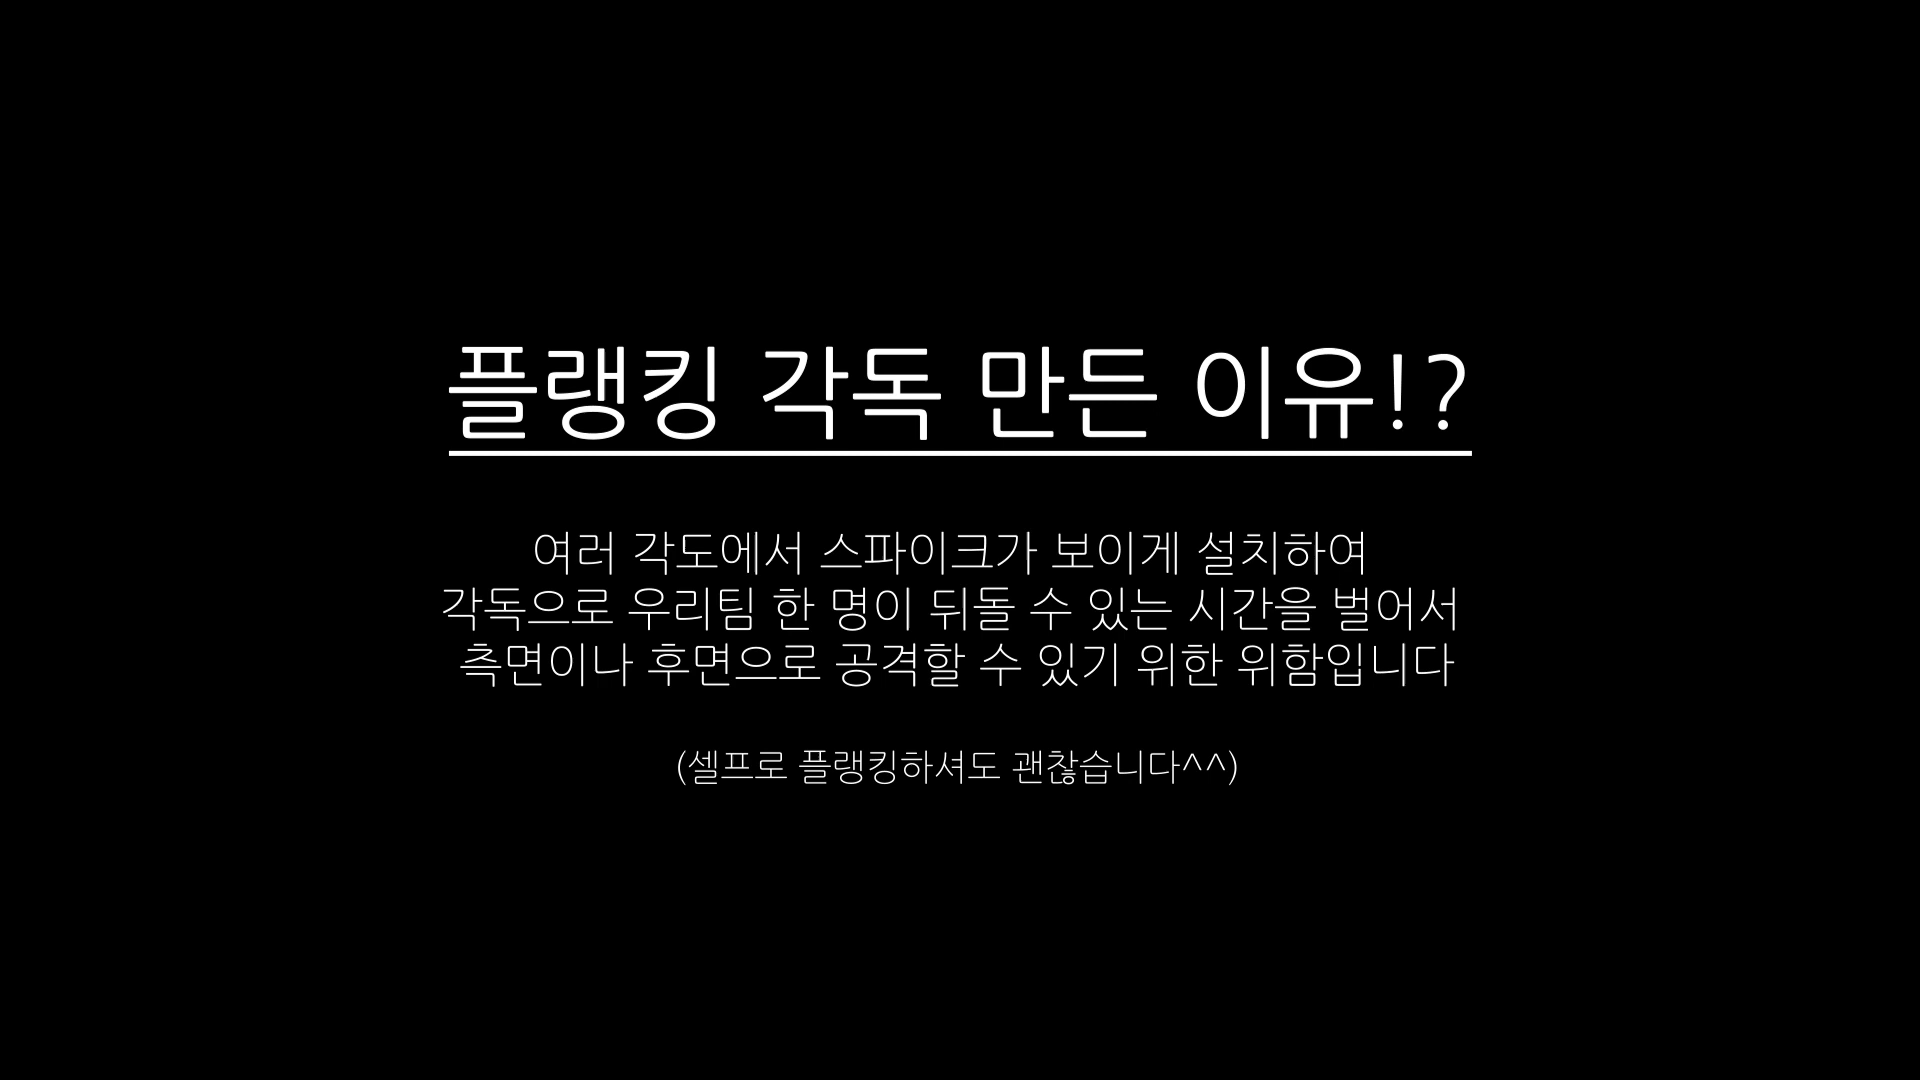 플랭킹 각독 만든 이유!?
여러 각도에서 스파이크가 보이게 설치하여
각독으로 우리팀 한 명이 뒤돌 수 있는 시간을 벌어서
측면이나 후면으로 공격할 수 있기 위한 위함입니다
(셀프로 플랭킹하셔도 괜찮습니다^^)